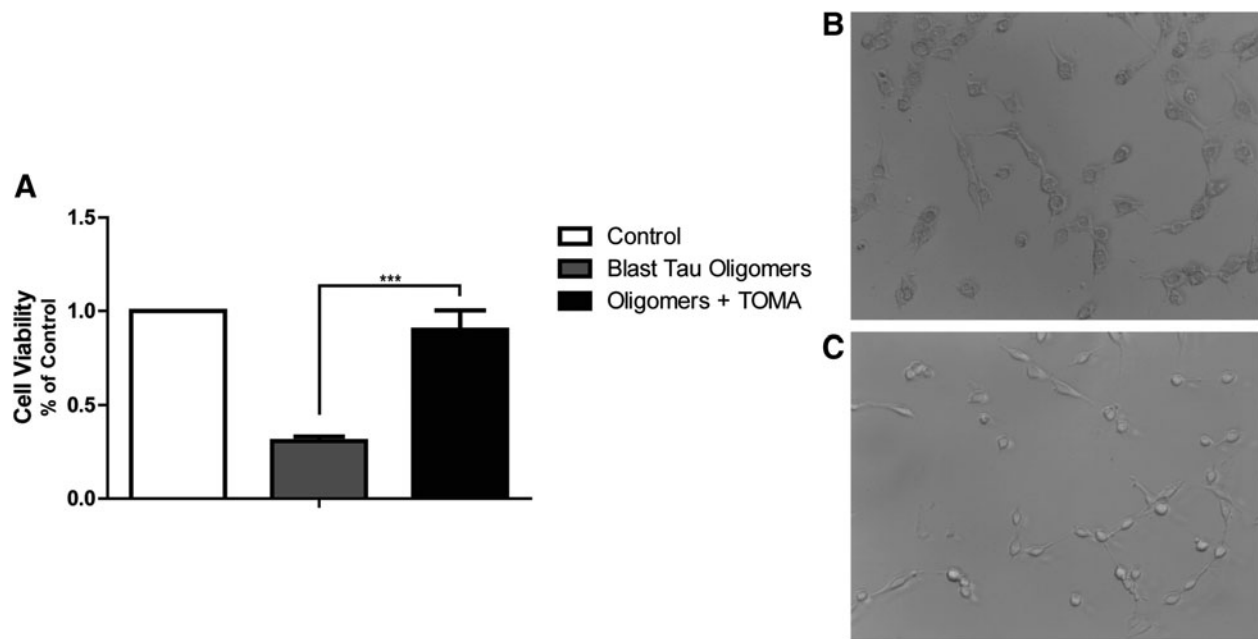 A
Cell Viability
% of Control
1.5
1.0
0.5
0.0
***
Control
Blast Tau Oligomers
Oligomers + TOMA
B
C